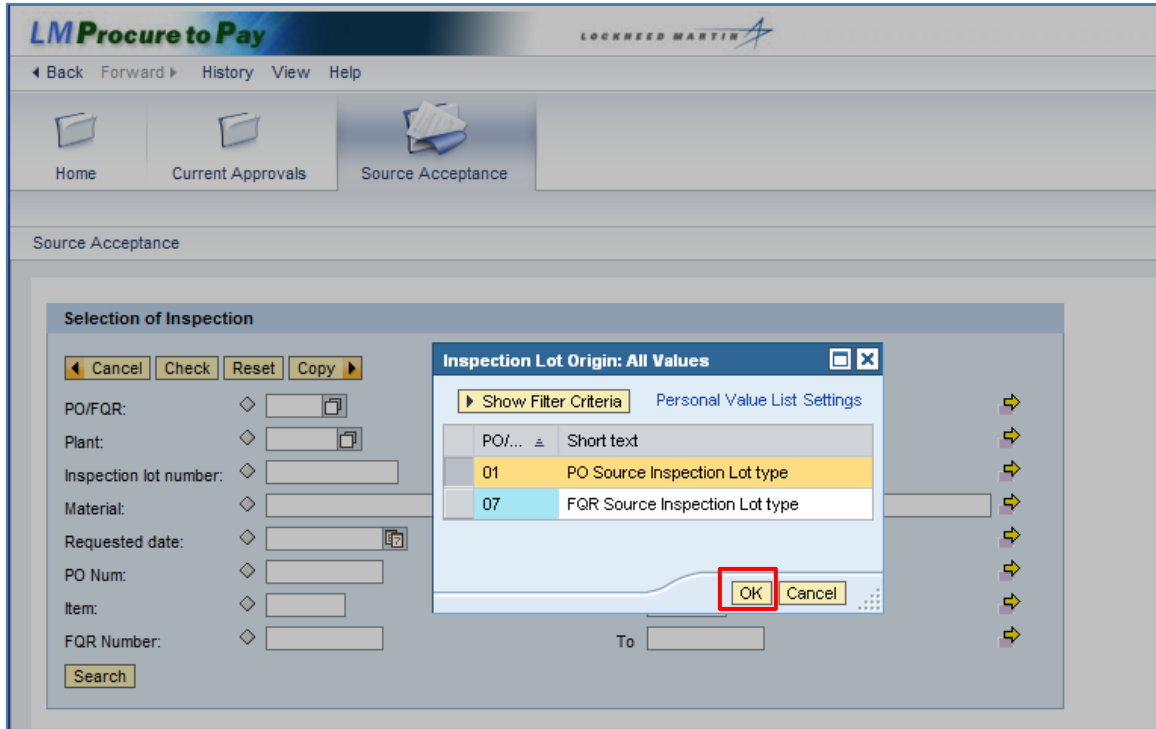 LM Procure to Pay
LOCKHEED MARTIN
Back Forward History View Help
Home Current Approvals Source Acceptance
Source Acceptance
Selection of Inspection
Cancel Check Reset Copy
PO/FQR:
Plant:
Inspection lot number:
Material:
Requested date:
PO Num:
Item:
FQR Number: To
Search
Inspection Lot Origin: All Values
Show Filter Criteria Personal Value List Settings
PO/... Short text
01 PO Source Inspection Lot type
07 FQR Source Inspection Lot type
OK Cancel